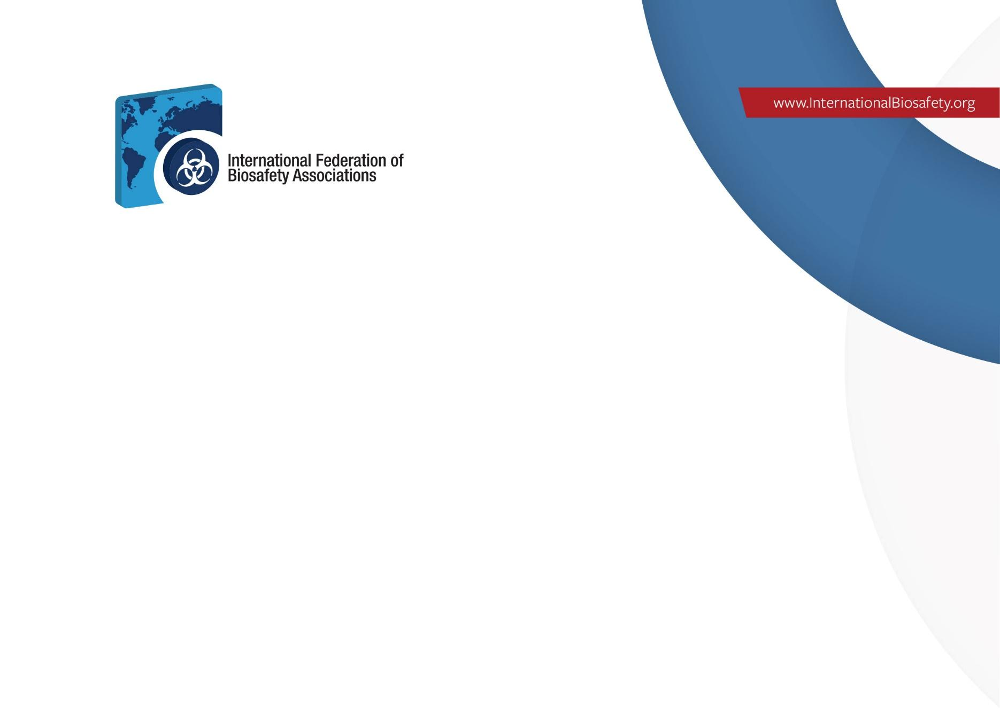 www.InternationalBiosafety.org
International Federation of
Biosafety Associations